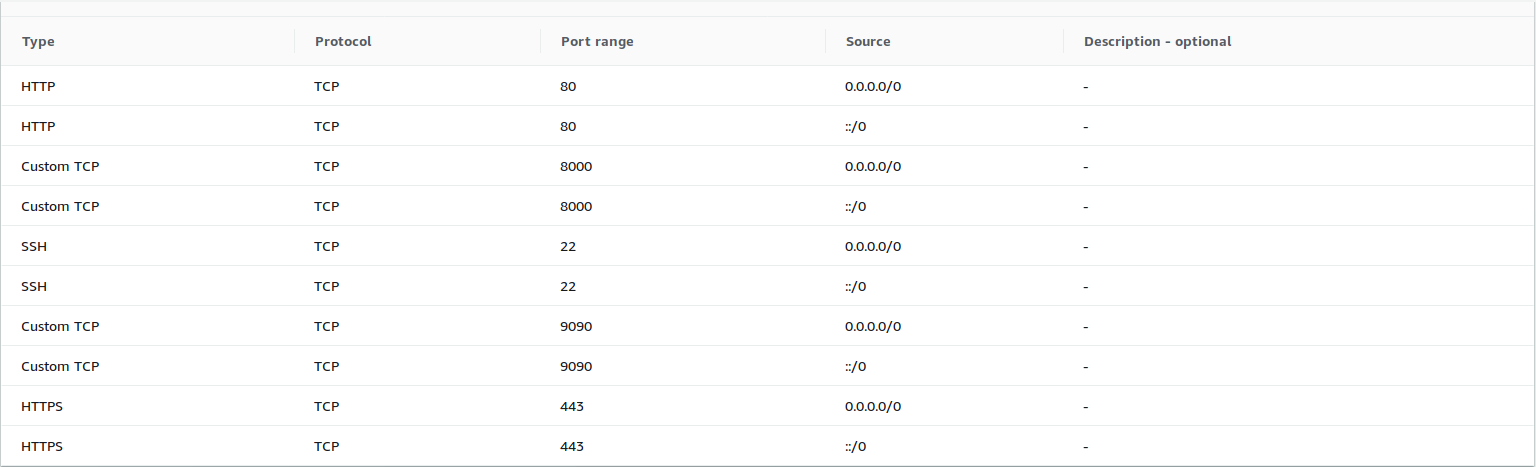 Type Protocol Port range Source Description - optional
HTTP TCP 80 0.0.0.0/0 -
HTTP TCP 80 ::/0 -
Custom TCP TCP 8000 0.0.0.0/0 -
Custom TCP TCP 8000 ::/0 -
SSH TCP 22 0.0.0.0/0 -
SSH TCP 22 ::/0 -
Custom TCP TCP 9090 0.0.0.0/0 -
Custom TCP TCP 9090 ::/0 -
HTTPS TCP 443 0.0.0.0/0 -
HTTPS TCP 443 ::/0 -